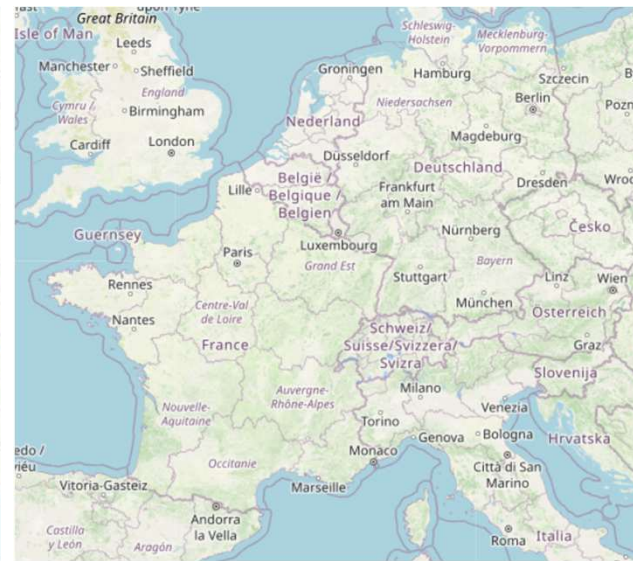 upon Tyne
Great Britain
Isle of Man
Leeds
Manchester
Sheffield
England
Cymru /
Wales
Birmingham
Cardiff
London
Guernsey
Schleswig-
Holstein
Mecklenburg-
Vorpommern
Groningen
Hamburg
Szczecin
Nederland
Niedersachsen
Berlin
Magdeburg
Düsseldorf
Deutschland
Dresden
België /
Belgique /
Belgien
Lille
Frankfurt
am Main
Česko
Luxembourg
Nürnberg
Paris
Grand Est
Stuttgart
Bayern
Linz
Wien
Rennes
München
Centre-Val
de Loire
Österreich
Nantes
Schweiz/
Suisse/Svizzera/
Svizra
France
Graz
Slovenija
Milano
Auvergne-
Rhône-Alpes
Venezia
Nouvelle-
Aquitaine
Torino
Genova
Bologna
Hrvatska
Monaco
Città di San
Marino
Occitanie
Vitoria-Gasteiz
Marseille
Andorra
la Vella
Castilla
y León
Aragón
Roma
Italia